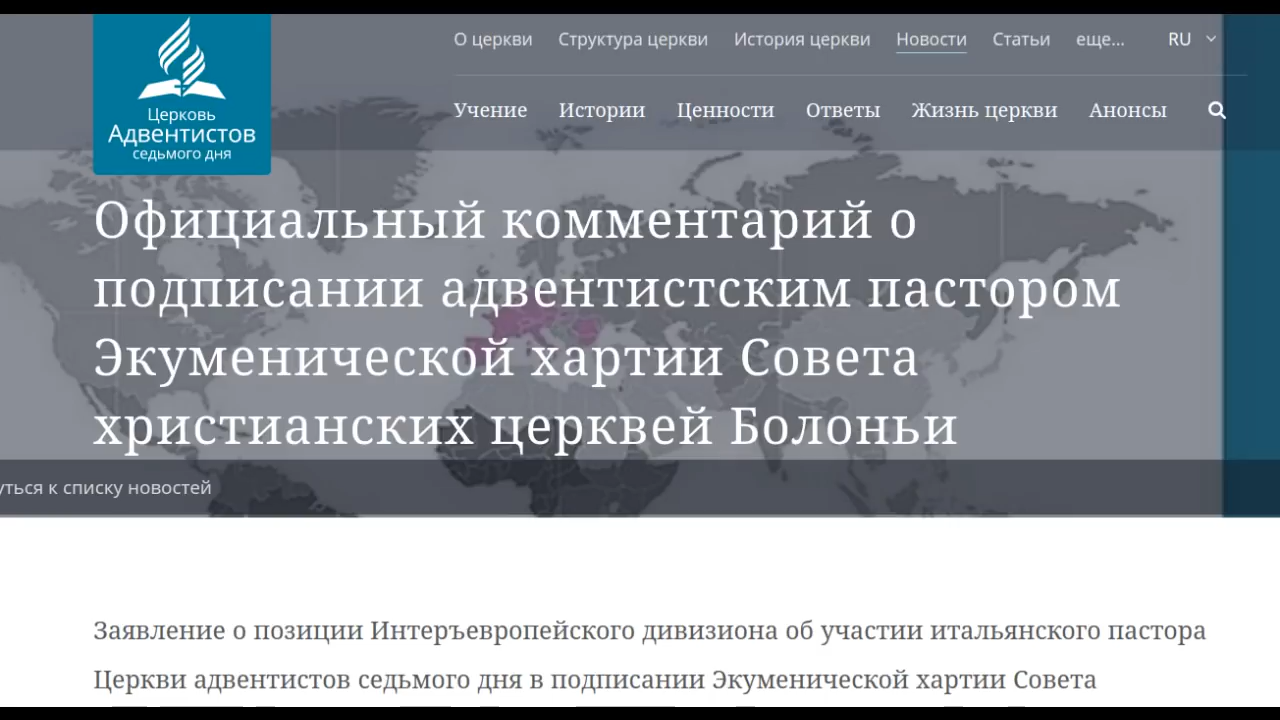 О церкви Структура церкви История церкви Новости Статьи еще... RU
Церковь
Адвентистов
седьмого дня
Учение Истории Ценности Ответы Жизнь церкви Анонсы
Официальный комментарий о
подписании адвентистским пастором
Экуменической хартии Совета
христианских церквей Болоньи
к списку новостей
Заявление о позиции Интеръевропейского дивизиона об участии итальянского пастора
Церкви адвентистов седьмого дня в подписании Экуменической хартии Совета